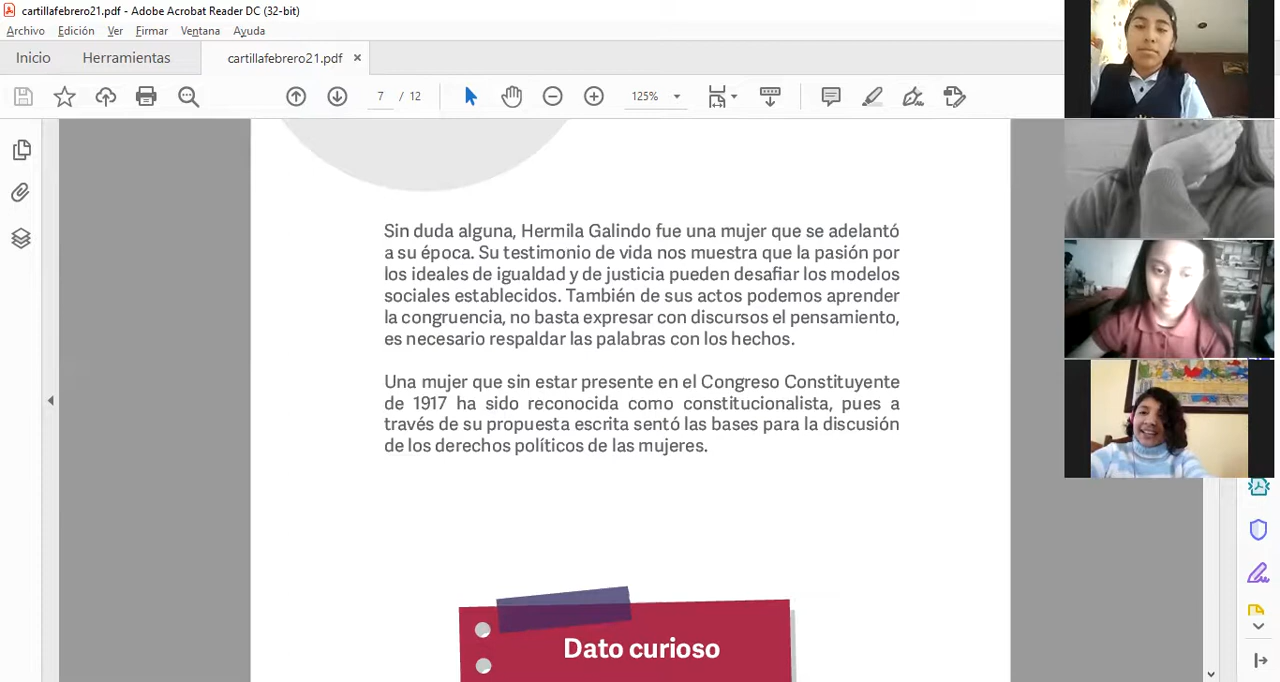 cartillafebrero21.pdf - Adobe Acrobat Reader DC (32-bit)
Archivo Edición Ver Firmar Ventana Ayuda
Inicio Herramientas cartillafebrero21.pdf ×
7 / 12 125%
Sin duda alguna, Hermila Galindo fue una mujer que se adelantó
a su época. Su testimonio de vida nos muestra que la pasión por
los ideales de igualdad y de justicia pueden desafiar los modelos
sociales establecidos. También de sus actos podemos aprender
la congruencia, no basta expresar con discursos el pensamiento,
es necesario respaldar las palabras con los hechos.
Una mujer que sin estar presente en el Congreso Constituyente
de 1917 ha sido reconocida como constitucionalista, pues a
través de su propuesta escrita sentó las bases para la discusión
de los derechos políticos de las mujeres.
Dato curioso